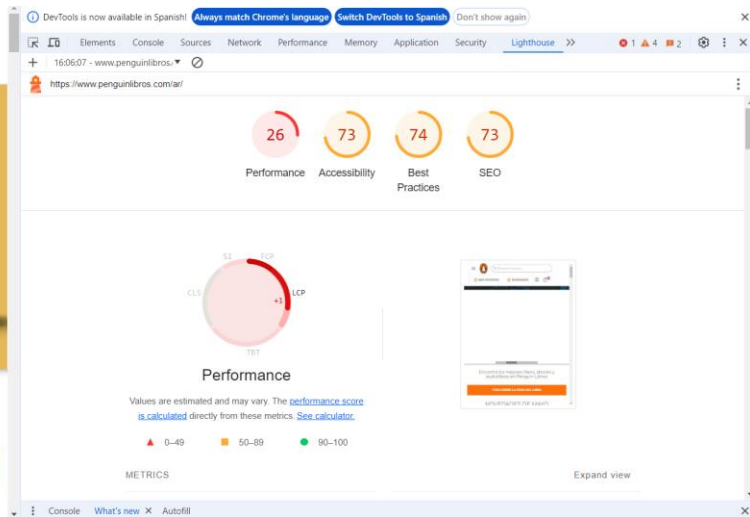 DevTools is now available in Spanish! Always match Chrome's language Switch DevTools to Spanish Don't show again
Elements Console Sources Network Performance Memory Application Security Lighthouse 1 4 2
16:06:07 - www.penguinlibros.
https://www.penguinlibros.com/ar/
26 73 74 73
Performance Accessibility Best Practices SEO
SI FCP
CLS +1 LCP
TBT
Performance
Values are estimated and may vary. The performance score
is calculated directly from these metrics. See calculator.
0–49 50–89 90–100
METRICS Expand view
Console What's new Autofill